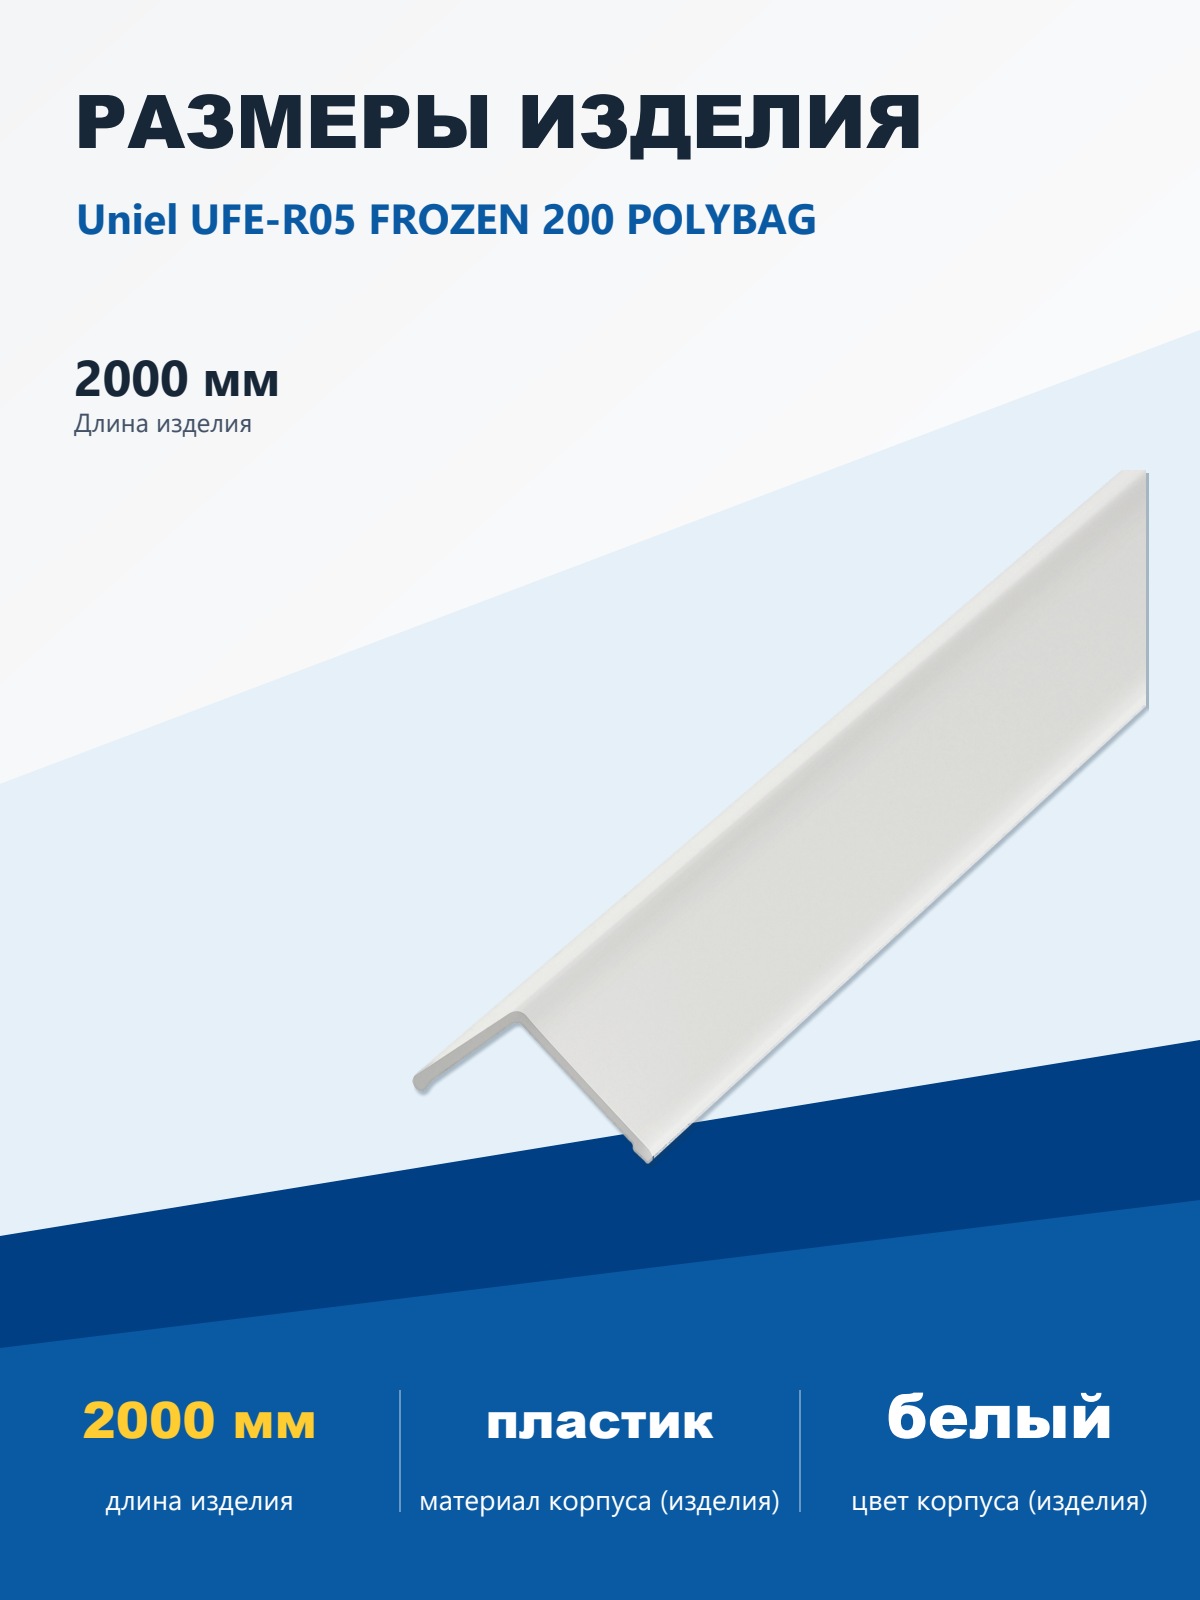 РАЗМЕРЫ ИЗДЕЛИЯ
Uniel UFE-R05 FROZEN 200 POLYBAG
2000 мм
Длина изделия
2000 мм
длина изделия
пластик
материал корпуса (изделия)
белый
цвет корпуса (изделия)